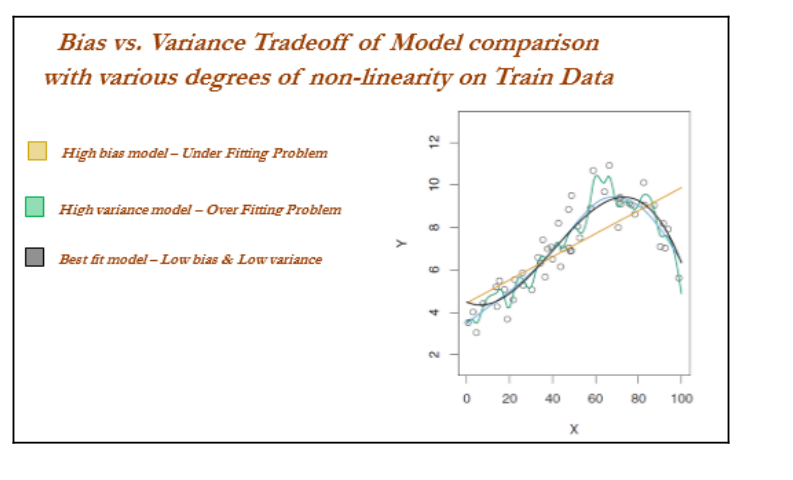 Bias vs. Variance Tradeoff of Model comparison
with various degrees of non-linearity on Train Data
High bias model – Under Fitting Problem
High variance model – Over Fitting Problem
Best fit model – Low bias & Low variance
Y
12
10
8
6
4
2
0 20 40 60 80 100
X